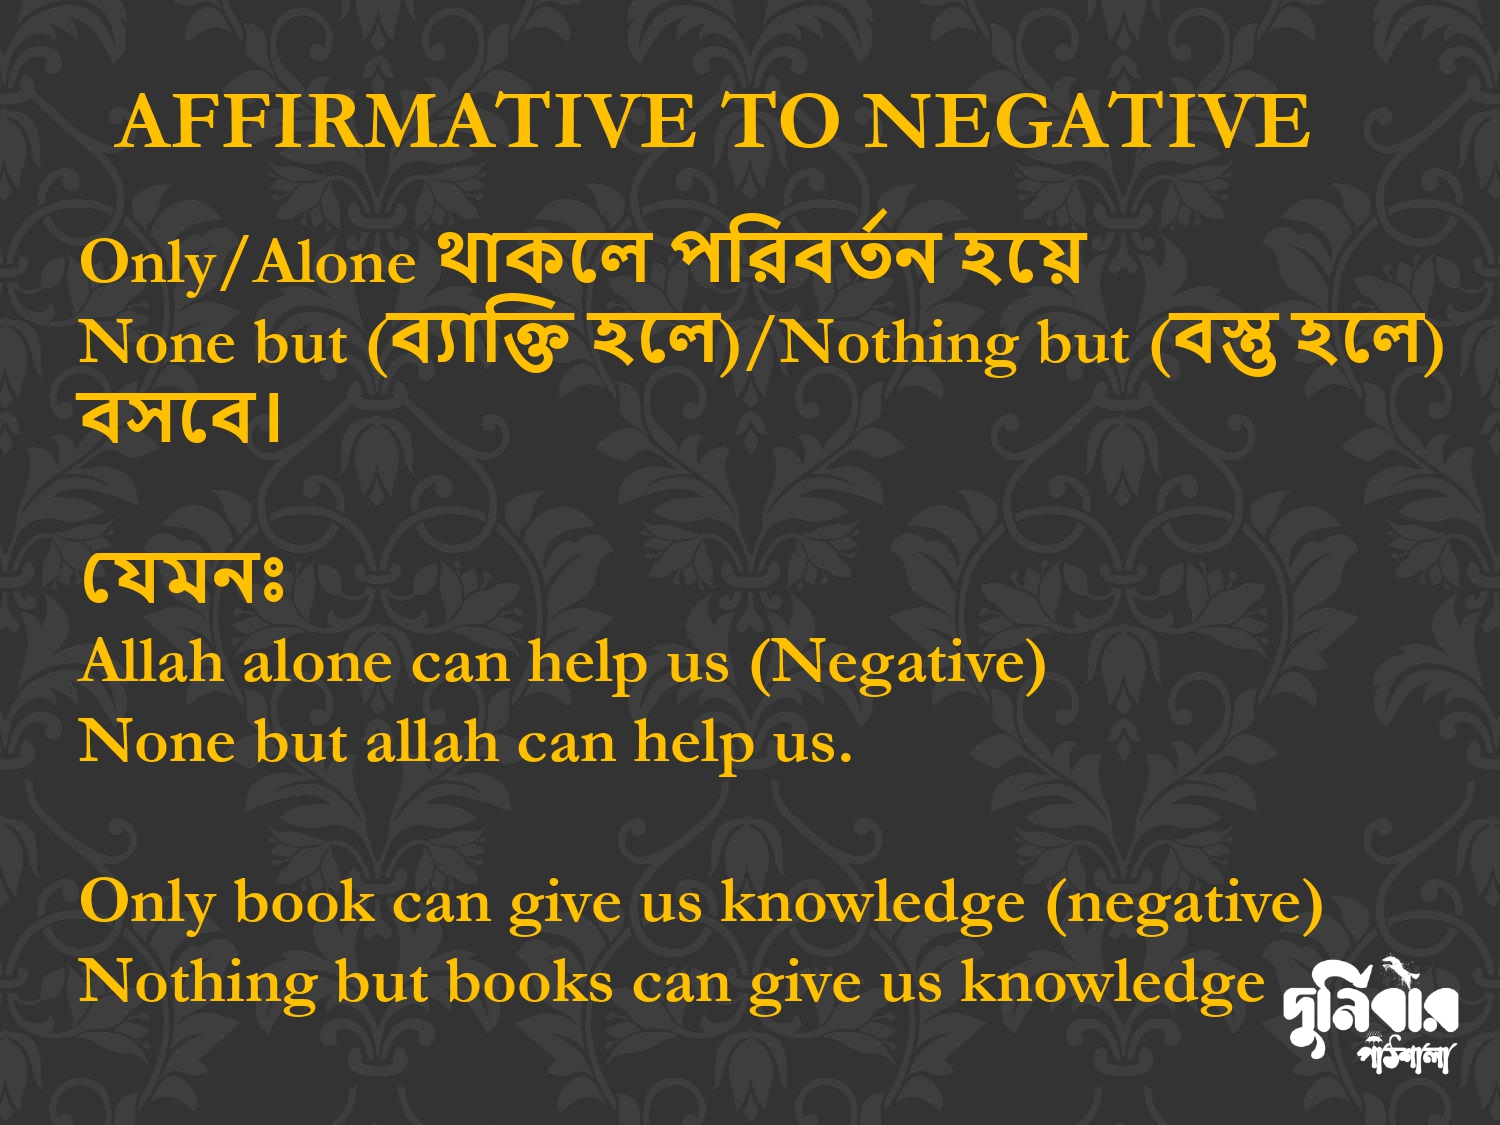 AFFIRMATIVE TO NEGATIVE
Only/Alone থাকলে পরিবর্তন হয়ে
None but (ব্যাক্তি হলে)/Nothing but (বস্তু হলে)
বসবে।
যেমনঃ
Allah alone can help us (Negative)
None but allah can help us.
Only book can give us knowledge (negative)
Nothing but books can give us knowledge
দুর্নিবার
পাঠশালা